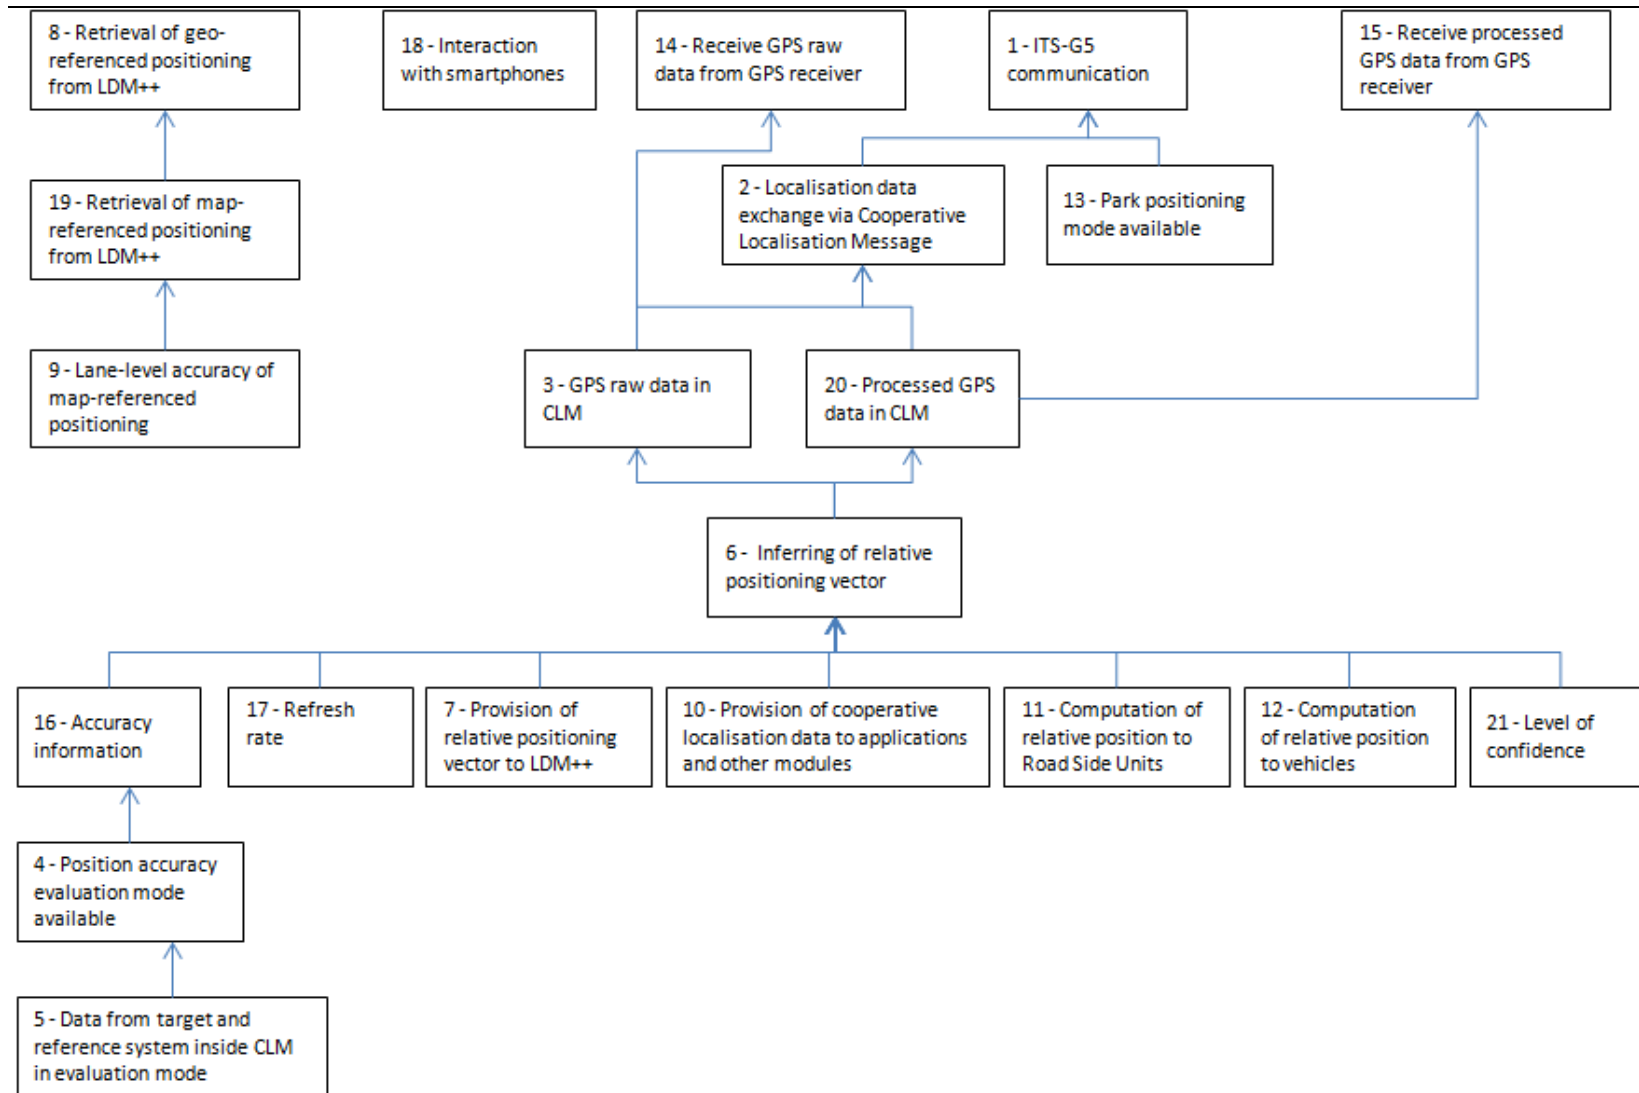 8 - Retrieval of geo-
referenced positioning
from LDM++
18 - Interaction
with smartphones
14 - Receive GPS raw
data from GPS receiver
1 - ITS-G5
communication
15 - Receive processed
GPS data from GPS
receiver
19 - Retrieval of map-
referenced positioning
from LDM++
2 - Localisation data
exchange via Cooperative
Localisation Message
13 - Park positioning
mode available
9 - Lane-level accuracy of
map-referenced
positioning
3 - GPS raw data in
CLM
20 - Processed GPS
data in CLM
6 - Inferring of relative
positioning vector
16 - Accuracy
information
17 - Refresh
rate
7 - Provision of
relative positioning
vector to LDM++
10 - Provision of cooperative
localisation data to applications
and other modules
11 - Computation of
relative position to
Road Side Units
12 - Computation
of relative position
to vehicles
21 - Level of
confidence
4 - Position accuracy
evaluation mode
available
5 - Data from target and
reference system inside CLM
in evaluation mode